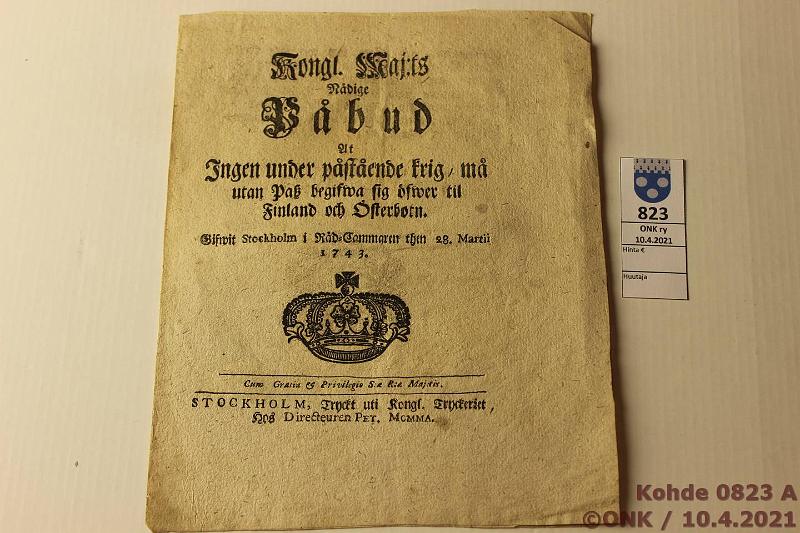 Kongl. Maj:ts
Nådige
Påbud
At
Ingen under påstående krig, må
utan Paß begifwa sig öfwer til
Finland och Österbotn.
Gifwit Stockholm i Råd-Cammaren then 28. Martii
1743.
Cum Gratia & Privilegio S:æ R:æ Maj:tis.
STOCKHOLM, Tryckt uti Kongl. Tryckeriet,
Hos Directeuren PET. MOMMA.
823
ONK ry
10.4.2021
Hinta €
Huutaja
Kohde 0823 A
©ONK / 10.4.2021